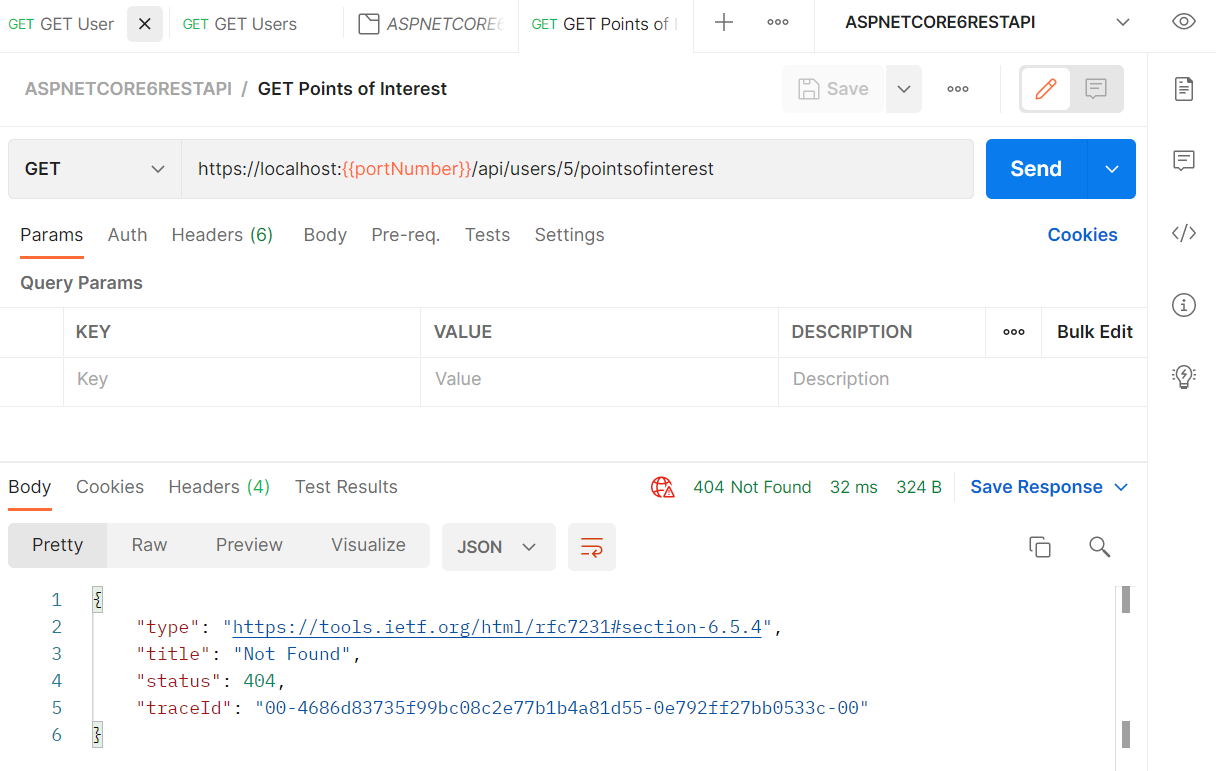 GET GET User GET GET Users ASPNETCORE6 GET GET Points of I ASPNETCORE6RESTAPI
ASPNETCORE6RESTAPI / GET Points of Interest Save
GET https://localhost:{{portNumber}}/api/users/5/pointsofinterest Send
Params Auth Headers (6) Body Pre-req. Tests Settings Cookies
Query Params
KEY VALUE DESCRIPTION Bulk Edit
Key Value Description
Body Cookies Headers (4) Test Results 404 Not Found 32 ms 324 B Save Response
Pretty Raw Preview Visualize JSON
1 {
2 "type": "https://tools.ietf.org/html/rfc7231#section-6.5.4",
3 "title": "Not Found",
4 "status": 404,
5 "traceId": "00-4686d83735f99bc08c2e77b1b4a81d55-0e792ff27bb0533c-00"
6 }